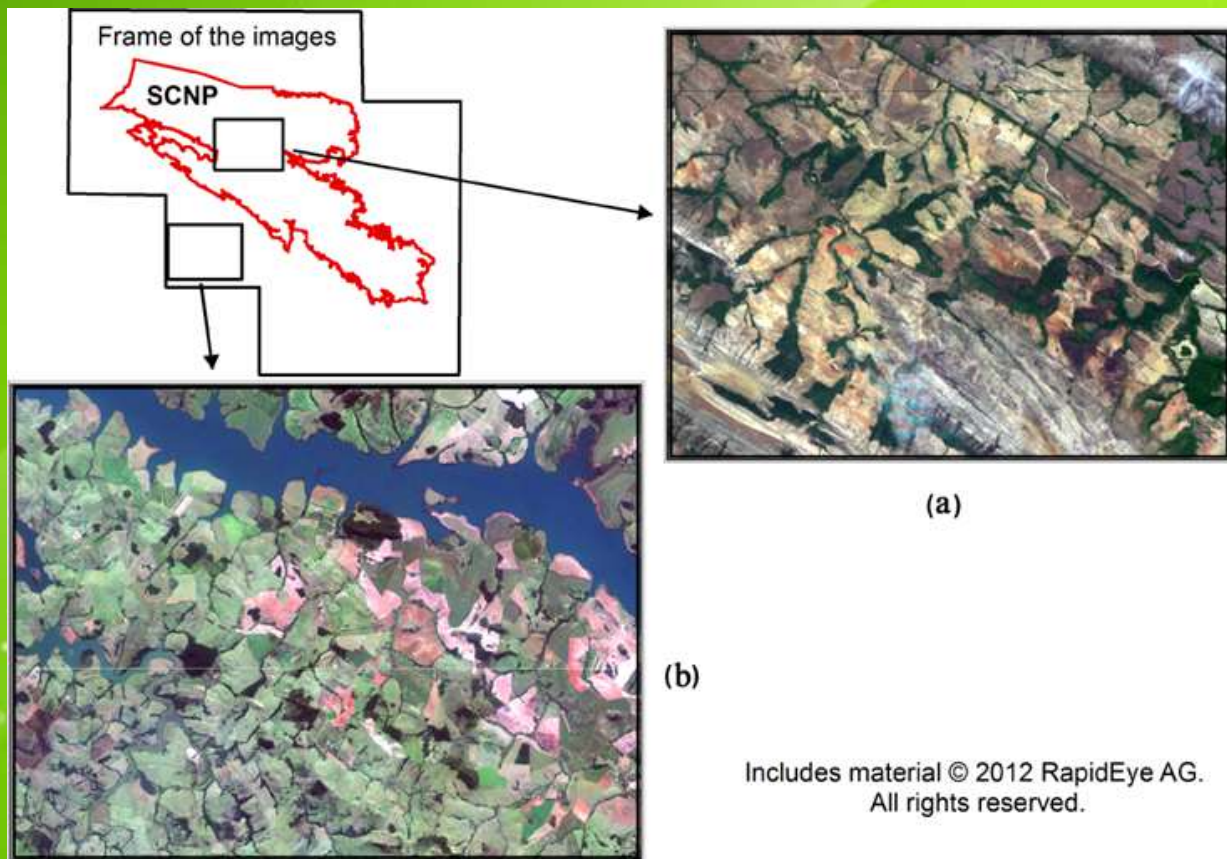 Frame of the images
SCNP
(a)
(b)
Includes material © 2012 RapidEye AG.
All rights reserved.